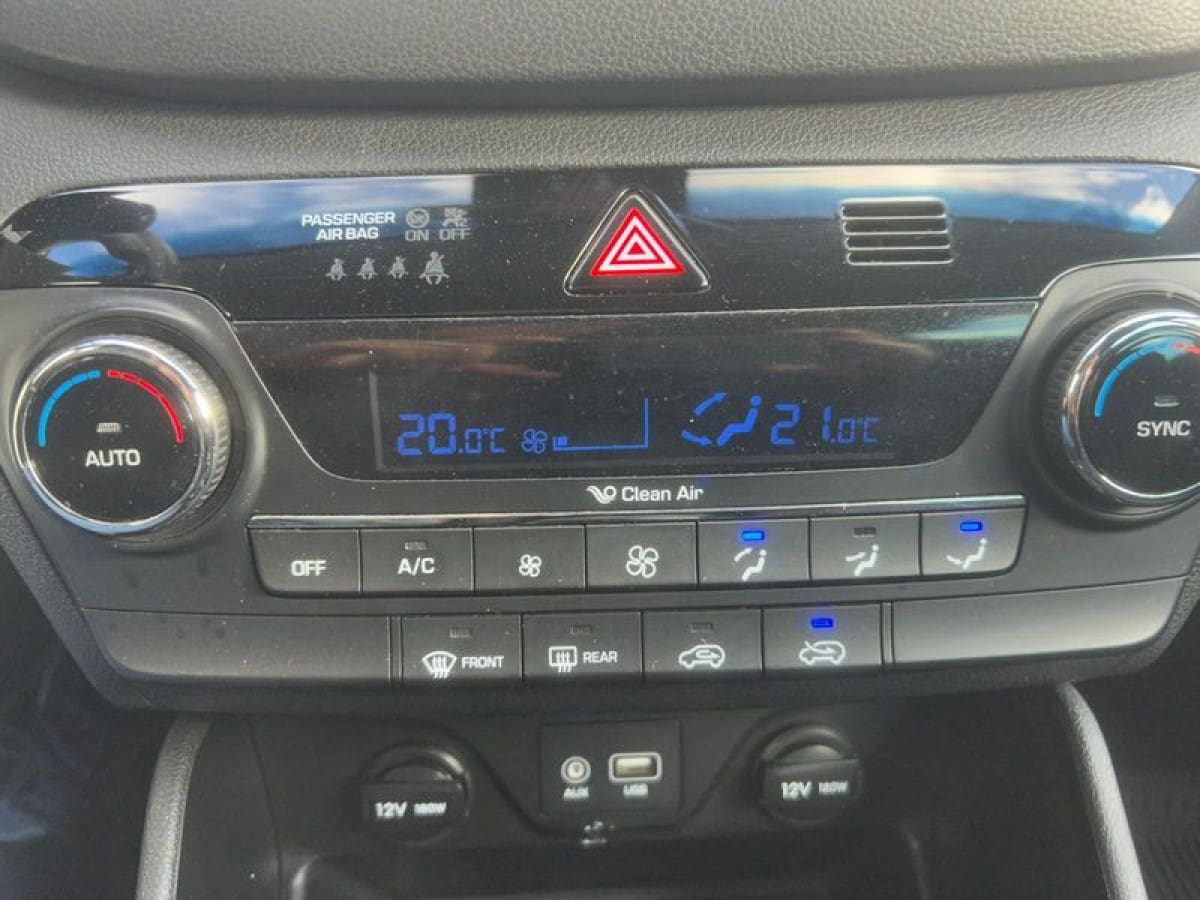 PASSENGER
AIR BAG ON OFF
20.0°C 21.0°C
AUTO
SYNC
Clean Air
OFF A/C
FRONT REAR
12V 180W
AUX USB
12V 180W